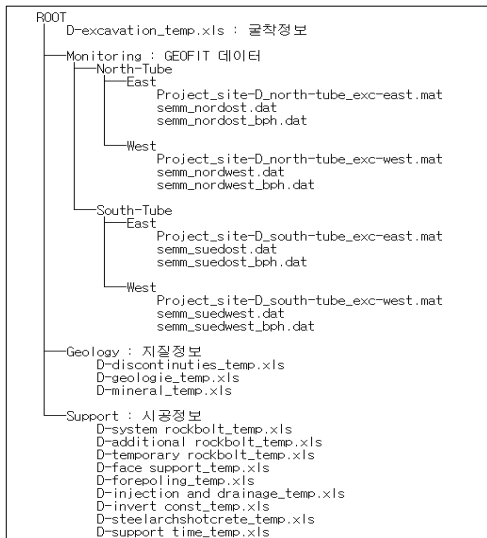 ROOT
D-excavation_temp.xls : 굴착정보
Monitoring : GEOFIT 데이터
North-Tube
East
Project_site-D_north-tube_exc-east.mat
semm_nordost.dat
semm_nordost_bph.dat
West
Project_site-D_north-tube_exc-west.mat
semm_nordwest.dat
semm_nordwest_bph.dat
South-Tube
East
Project_site-D_south-tube_exc-east.mat
semm_suedost.dat
semm_suedost_bph.dat
West
Project_site-D_south-tube_exc-west.mat
semm_suedwest.dat
semm_suedwest_bph.dat
Geology : 지질정보
D-discontinuties_temp.xls
D-geologie_temp.xls
D-mineral_temp.xls
Support : 시공정보
D-system rockbolt_temp.xls
D-additional rockbolt_temp.xls
D-temporary rockbolt_temp.xls
D-face support_temp.xls
D-forepoling_temp.xls
D-injection and drainage_temp.xls
D-invert const_temp.xls
D-steelarchshotcrete_temp.xls
D-support time_temp.xls